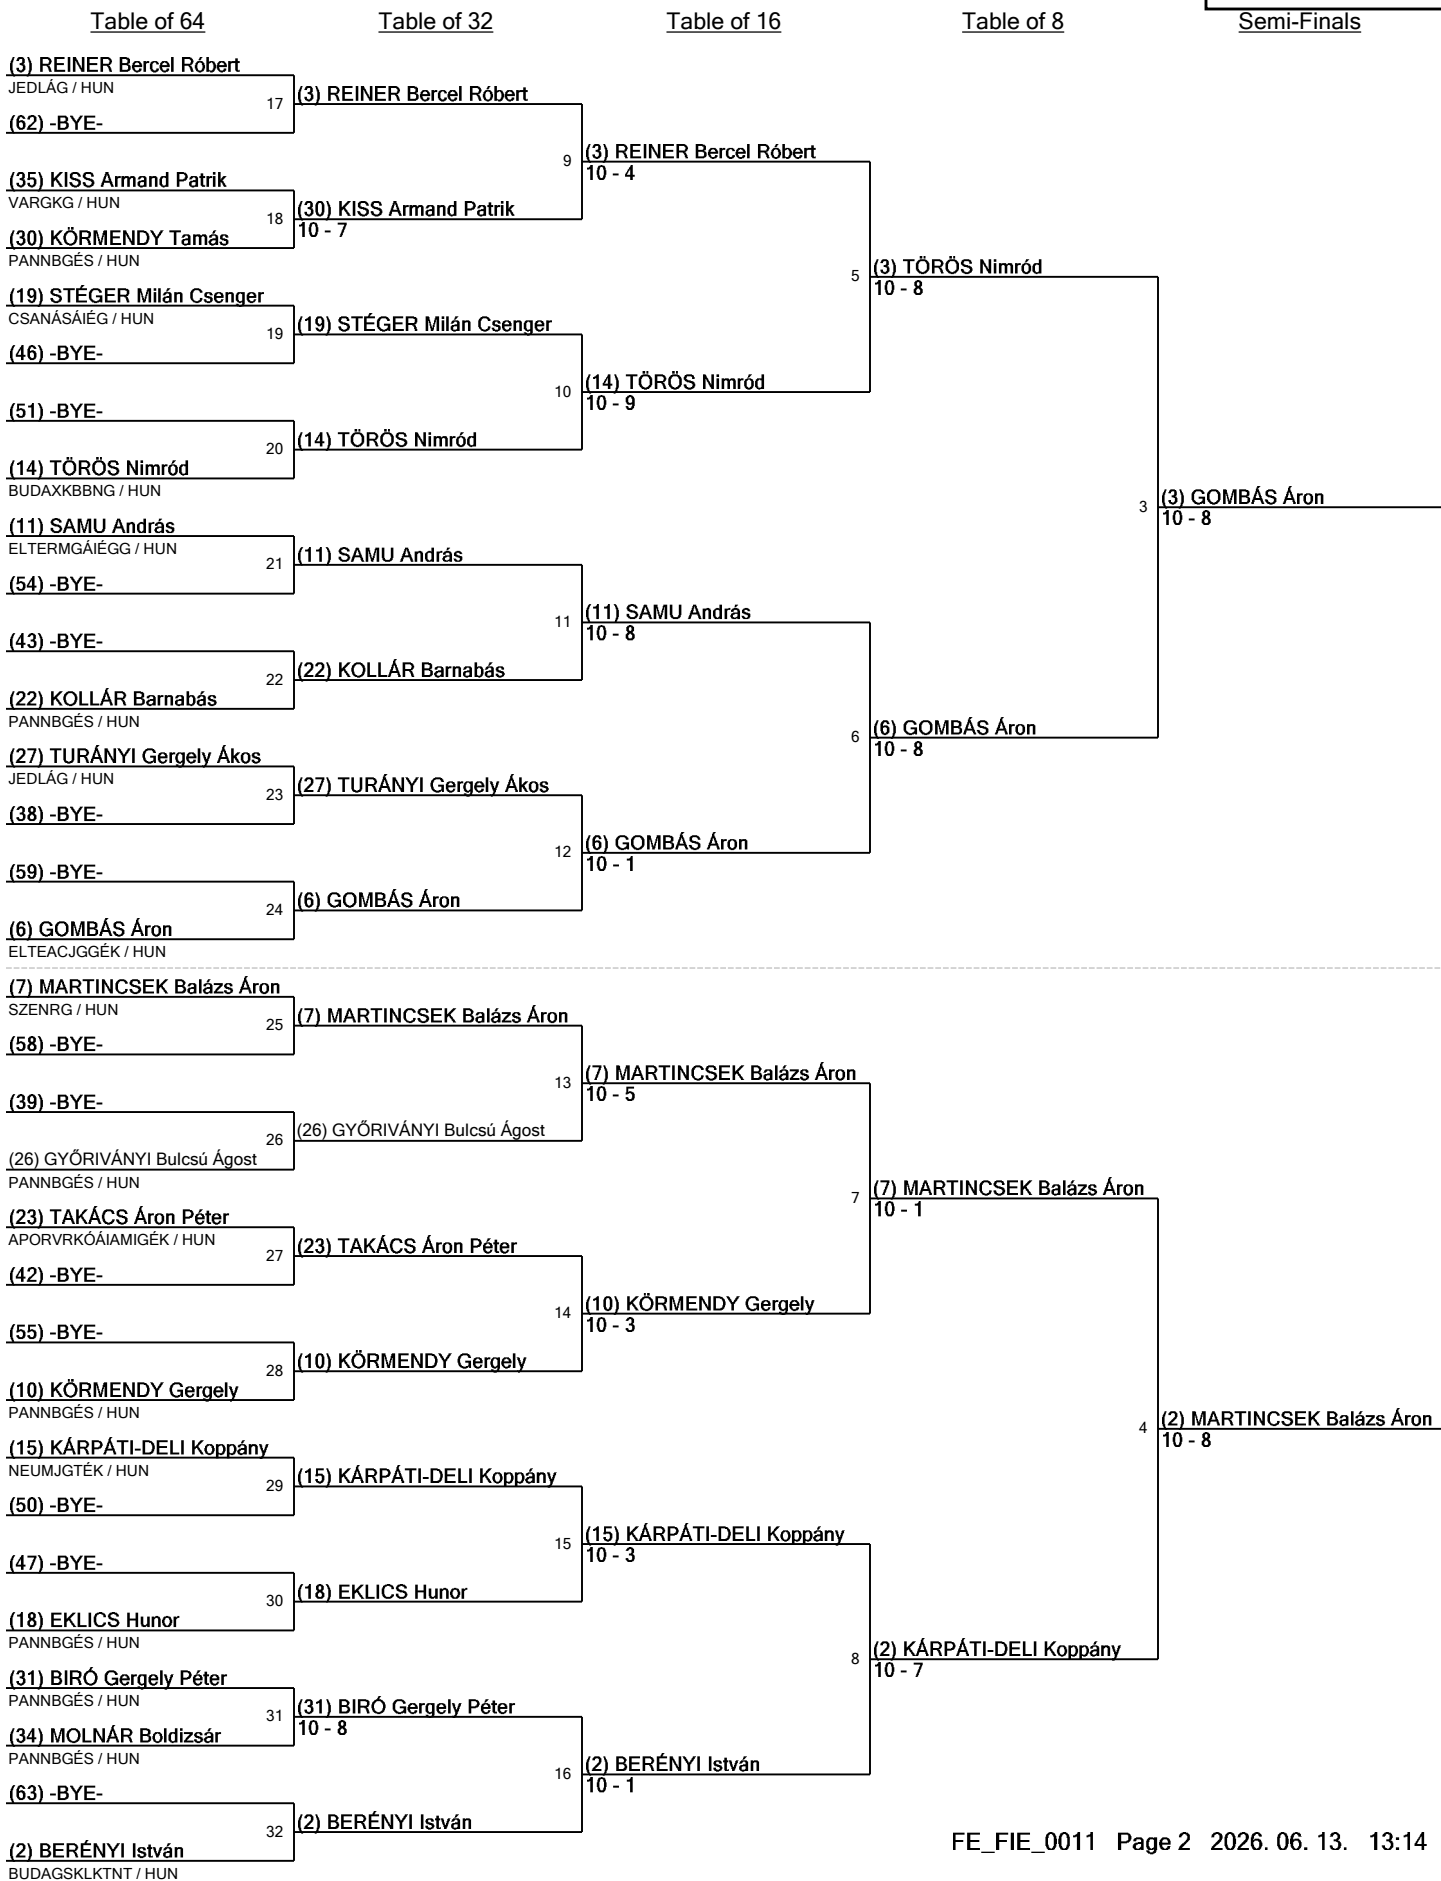 Table of 64 Table of 32 Table of 16 Table of 8 Semi-Finals
(3) REINER Bercel Róbert
JEDLÁG / HUN
17 (3) REINER Bercel Róbert
(62) -BYE-
9 (3) REINER Bercel Róbert
10 - 4
(35) KISS Armand Patrik
VARGKG / HUN
18 (30) KISS Armand Patrik
10 - 7
(30) KÖRMENDY Tamás
PANNBGÉS / HUN
5 (3) TÖRÖS Nimród
10 - 8
(19) STÉGER Milán Csenger
CSANÁSÁIÉG / HUN
19 (19) STÉGER Milán Csenger
(46) -BYE-
10 (14) TÖRÖS Nimród
10 - 9
(51) -BYE-
20 (14) TÖRÖS Nimród
(14) TÖRÖS Nimród
BUDAXKBBNG / HUN
3 (3) GOMBÁS Áron
10 - 8
(11) SAMU András
ELTERMGÁIÉGG / HUN
21 (11) SAMU András
(54) -BYE-
11 (11) SAMU András
10 - 8
(43) -BYE-
22 (22) KOLLÁR Barnabás
(22) KOLLÁR Barnabás
PANNBGÉS / HUN
6 (6) GOMBÁS Áron
10 - 8
(27) TURÁNYI Gergely Ákos
JEDLÁG / HUN
23 (27) TURÁNYI Gergely Ákos
(38) -BYE-
12 (6) GOMBÁS Áron
10 - 1
(59) -BYE-
24 (6) GOMBÁS Áron
(6) GOMBÁS Áron
ELTEACJGGÉK / HUN
(7) MARTINCSEK Balázs Áron
SZENRG / HUN
25 (7) MARTINCSEK Balázs Áron
(58) -BYE-
13 (7) MARTINCSEK Balázs Áron
10 - 5
(39) -BYE-
26 (26) GYŐRIVÁNYI Bulcsú Ágost
(26) GYŐRIVÁNYI Bulcsú Ágost
PANNBGÉS / HUN
7 (7) MARTINCSEK Balázs Áron
10 - 1
(23) TAKÁCS Áron Péter
APORVRKÓÁIAMIGÉK / HUN
27 (23) TAKÁCS Áron Péter
(42) -BYE-
14 (10) KÖRMENDY Gergely
10 - 3
(55) -BYE-
28 (10) KÖRMENDY Gergely
(10) KÖRMENDY Gergely
PANNBGÉS / HUN
4 (2) MARTINCSEK Balázs Áron
10 - 8
(15) KÁRPÁTI-DELI Koppány
NEUMJGTÉK / HUN
29 (15) KÁRPÁTI-DELI Koppány
(50) -BYE-
15 (15) KÁRPÁTI-DELI Koppány
10 - 3
(47) -BYE-
30 (18) EKLICS Hunor
(18) EKLICS Hunor
PANNBGÉS / HUN
8 (2) KÁRPÁTI-DELI Koppány
10 - 7
(31) BIRÓ Gergely Péter
PANNBGÉS / HUN
31 (31) BIRÓ Gergely Péter
10 - 8
(34) MOLNÁR Boldizsár
PANNBGÉS / HUN
16 (2) BERÉNYI István
10 - 1
(63) -BYE-
32 (2) BERÉNYI István
(2) BERÉNYI István
BUDAGSKLKTNT / HUN
FE_FIE_0011 Page 2 2026. 06. 13. 13:14